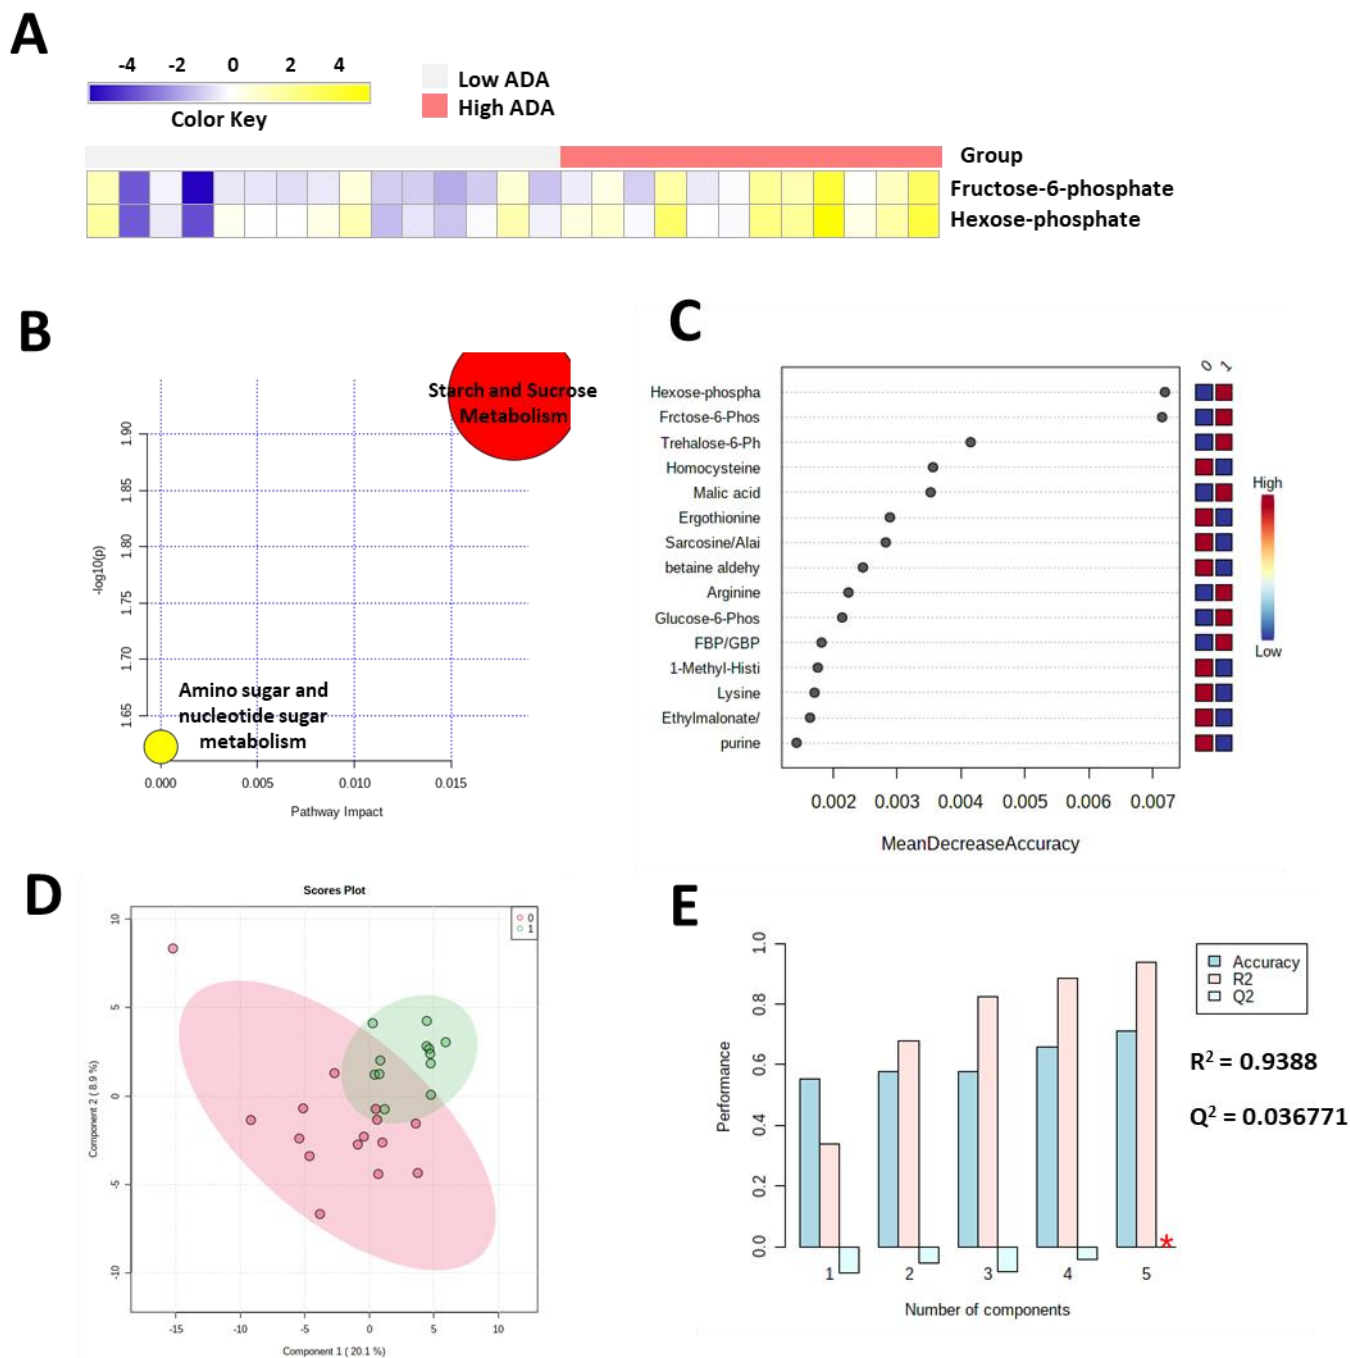 A
-4 -2 0 2 4
Color Key
Low ADA
High ADA
Group
Fructose-6-phosphate
Hexose-phosphate
B
Starch and Sucrose
Metabolism
1.90
1.85
1.80
1.75
1.70
1.65
-log10(p)
Amino sugar and
nucleotide sugar
metabolism
0.000 0.005 0.010 0.015
Pathway Impact
C
0 1
Hexose-phospha
Frctose-6-Phos
Trehalose-6-Ph
Homocysteine
Malic acid
Ergothionine
Sarcosine/Alai
betaine aldehy
Arginine
Glucose-6-Phos
FBP/GBP
1-Methyl-Histi
Lysine
Ethylmalonate/
purine
High
Low
0.002 0.003 0.004 0.005 0.006 0.007
MeanDecreaseAccuracy
D
Scores Plot
0
1
10
5
0
-5
-10
Component 2 ( 8.9 %)
-15 -10 -5 0 5 10
Component 1 ( 20.1 %)
E
1.0
0.8
0.6
0.4
0.2
0.0
Performance
Accuracy
R2
Q2
R² = 0.9388
Q² = 0.036771
*
1 2 3 4 5
Number of components